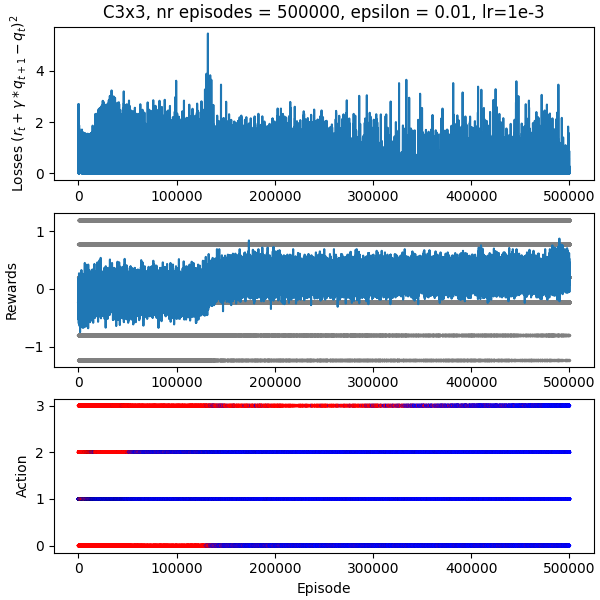 C3x3, nr episodes = 500000, epsilon = 0.01, lr=1e-3
Losses $(r_t + \gamma * q_{t+1} - q_t)^2$
4
2
0
0 100000 200000 300000 400000 500000
Rewards
1
0
−1
0 100000 200000 300000 400000 500000
Action
3
2
1
0
0 100000 200000 300000 400000 500000
Episode